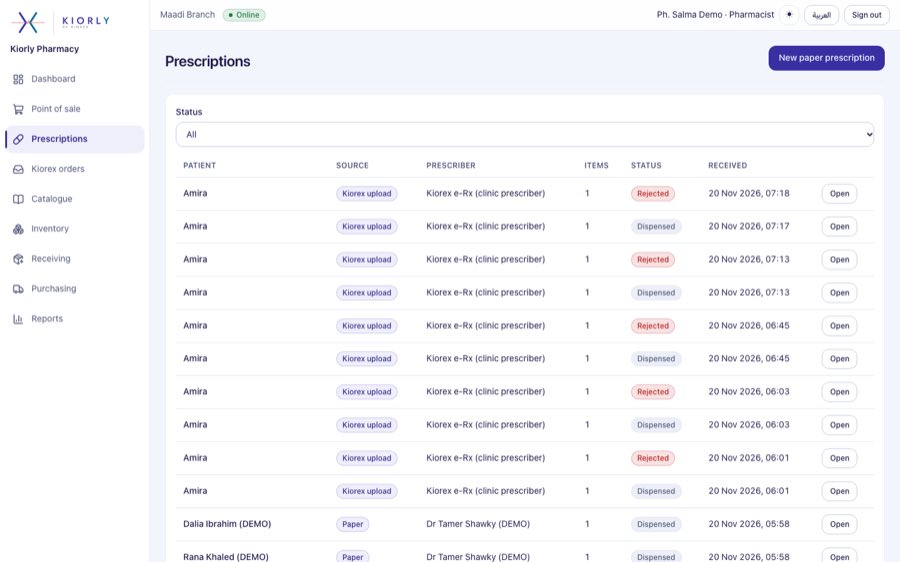 KIORLY
Maadi Branch
Online
Ph. Salma Demo · Pharmacist
العربية
Sign out
Kiorly Pharmacy
Dashboard
Point of sale
Prescriptions
Kiorex orders
Catalogue
Inventory
Receiving
Purchasing
Reports
Prescriptions
New paper prescription
Status
All
PATIENT SOURCE PRESCRIBER ITEMS STATUS RECEIVED
Amira Kiorex upload Kiorex e-Rx (clinic prescriber) 1 Rejected 20 Nov 2026, 07:18 Open
Amira Kiorex upload Kiorex e-Rx (clinic prescriber) 1 Dispensed 20 Nov 2026, 07:17 Open
Amira Kiorex upload Kiorex e-Rx (clinic prescriber) 1 Rejected 20 Nov 2026, 07:13 Open
Amira Kiorex upload Kiorex e-Rx (clinic prescriber) 1 Dispensed 20 Nov 2026, 07:13 Open
Amira Kiorex upload Kiorex e-Rx (clinic prescriber) 1 Rejected 20 Nov 2026, 06:45 Open
Amira Kiorex upload Kiorex e-Rx (clinic prescriber) 1 Dispensed 20 Nov 2026, 06:45 Open
Amira Kiorex upload Kiorex e-Rx (clinic prescriber) 1 Rejected 20 Nov 2026, 06:03 Open
Amira Kiorex upload Kiorex e-Rx (clinic prescriber) 1 Dispensed 20 Nov 2026, 06:03 Open
Amira Kiorex upload Kiorex e-Rx (clinic prescriber) 1 Rejected 20 Nov 2026, 06:01 Open
Amira Kiorex upload Kiorex e-Rx (clinic prescriber) 1 Dispensed 20 Nov 2026, 06:01 Open
Dalia Ibrahim (DEMO) Paper Dr Tamer Shawky (DEMO) 1 Dispensed 20 Nov 2026, 05:58 Open
Rana Khaled (DEMO) Paper Dr Tamer Shawky (DEMO) 1 Dispensed 20 Nov 2026, 05:58 Open